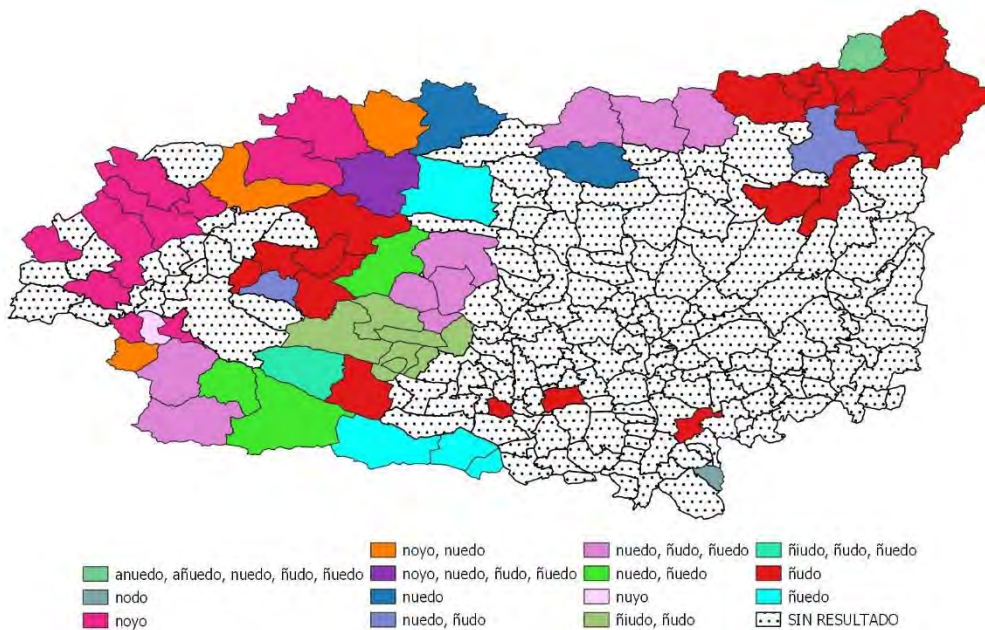 anuedo, añuedo, nuedo, ñudo, ñuedo
nodo
noyo
noyo, nuedo
noyo, nuedo, ñudo, ñuedo
nuedo
nuedo, ñudo
nuedo, ñudo, ñuedo
nuedo, ñuedo
nuyo
ñiudo, ñudo
ñiudo, ñudo, ñuedo
ñudo
ñuedo
SIN RESULTADO